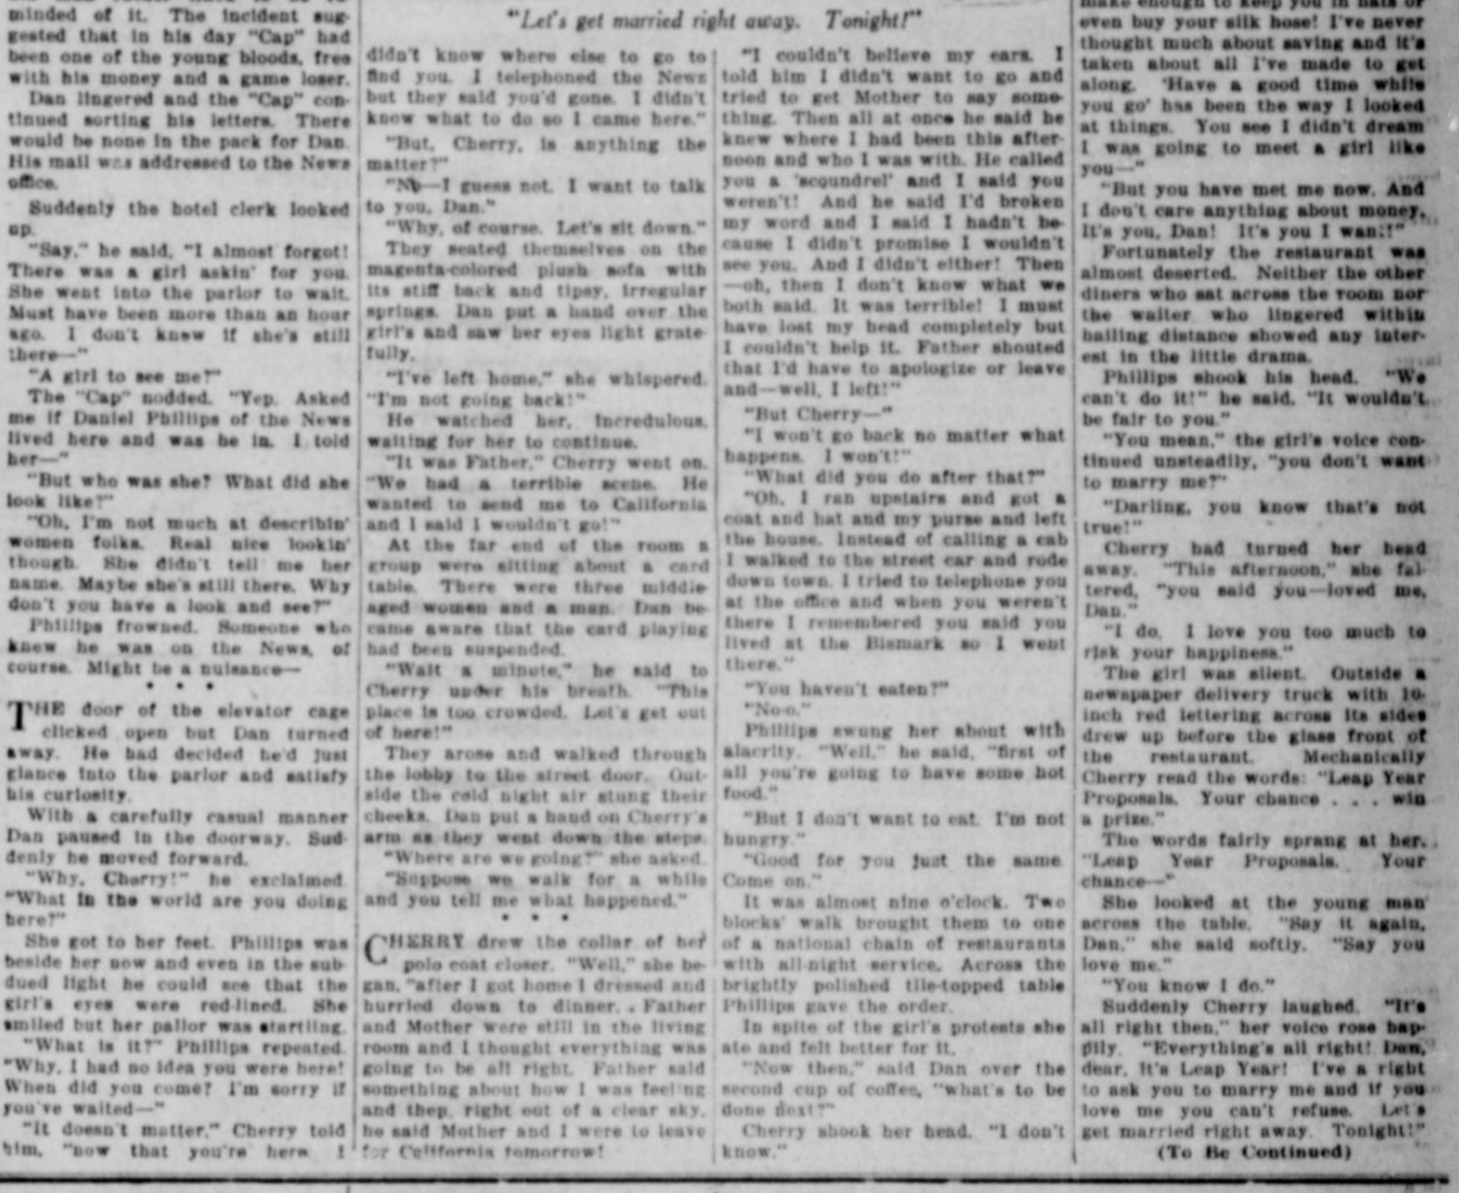 "Let's get married right away. Tonight!"
minded of it. The incident sug-
gested that in his day "Cap" had
been one of the young bloods, free
with his money and a game loser.
Dan lingered and the "Cap" con-
tinued sorting his letters. There
would be none in the pack for Dan.
His mail was addressed to the News
office.
Suddenly the hotel clerk looked
up.
"Say," he said, "I almost forgot!
There was a girl askin' for you.
She went into the parlor to wait.
Must have been more than an hour
ago. I don't know if she's still
there—"
"A girl to see me?"
The "Cap" nodded. "Yep. Asked
me if Daniel Phillips of the News
lived here and was he in. I told
her—"
"But who was she? What did she
look like?"
"Oh, I'm not much at describin'
women folks. Real nice lookin'
though. She didn't tell me her
name. Maybe she's still there. Why
don't you have a look and see?"
Phillips frowned. Someone who
knew he was on the News, of
course. Might be a nuisance—
• • •
THE door of the elevator cage
clicked open but Dan turned
away. He had decided he'd just
glance into the parlor and satisfy
his curiosity.
With a carefully casual manner
Dan paused in the doorway. Sud-
denly he moved forward.
"Why, Cherry!" he exclaimed.
"What in the world are you doing
here?"
She got to her feet. Phillips was
beside her now and even in the sub-
dued light he could see that the
girl's eyes were red-lined. She
smiled but her pallor was startling.
"What is it?" Phillips repeated.
"Why, I had no idea you were here!
When did you come? I'm sorry if
you've waited—"
"It doesn't matter," Cherry told
him, "now that you're here. I
didn't know where else to go to
find you. I telephoned the News
but they said you'd gone. I didn't
know what to do so I came here."
"But, Cherry, is anything the
matter?"
"No—I guess not. I want to talk
to you, Dan."
"Why, of course. Let's sit down."
They seated themselves on the
magenta-colored plush sofa with
its stiff back and tipsy, irregular
springs. Dan put a hand over the
girl's and saw her eyes light grate-
fully.
"I've left home," she whispered.
"I'm not going back!"
He watched her, incredulous,
waiting for her to continue.
"It was Father," Cherry went on.
"We had a terrible scene. He
wanted to send me to California
and I said I wouldn't go!"
At the far end of the room a
group were sitting about a card
table. There were three middle-
aged women and a man. Dan be-
came aware that the card playing
had been suspended.
"Wait a minute," he said to
Cherry under his breath. "This
place is too crowded. Let's get out
of here!"
They arose and walked through
the lobby to the street door. Out-
side the cold night air stung their
cheeks. Dan put a hand on Cherry's
arm as they went down the steps.
"Where are we going?" she asked.
"Suppose we walk for a while
and you tell me what happened."
• • •
CHERRY drew the collar of her
polo coat closer. "Well," she be-
gan, "after I got home I dressed and
hurried down to dinner. Father
and Mother were still in the living
room and I thought everything was
going to be all right. Father said
something about how I was feeling
and then, right out of a clear sky,
he said Mother and I were to leave
for California tomorrow!
"I couldn't believe my ears. I
told him I didn't want to go and
tried to get Mother to say some-
thing. Then all at once he said he
knew where I had been this after-
noon and who I was with. He called
you a 'scoundrel' and I said you
weren't! And he said I'd broken
my word and I said I hadn't be-
cause I didn't promise I wouldn't
see you. And I didn't either! Then
—oh, then I don't know what we
both said. It was terrible! I must
have lost my head completely but
I couldn't help it. Father shouted
that I'd have to apologize or leave
and—well, I left!"
"But Cherry—"
"I won't go back no matter what
happens. I won't!"
"What did you do after that?"
"Oh, I ran upstairs and got a
coat and hat and my purse and left
the house. Instead of calling a cab
I walked to the street car and rode
down town. I tried to telephone you
at the office and when you weren't
there I remembered you said you
lived at the Bismark so I went
there."
"You haven't eaten?"
"No-o."
Phillips swung her about with
alacrity. "Well," he said, "first of
all you're going to have some hot
food."
"But I don't want to eat. I'm not
hungry."
"Good for you just the same.
Come on."
It was almost nine o'clock. Two
blocks' walk brought them to one
of a national chain of restaurants
with all-night service. Across the
brightly polished tile-topped table
Phillips gave the order.
In spite of the girl's protests she
ate and felt better for it.
"Now then," said Dan over the
second cup of coffee, "what's to be
done next?"
Cherry shook her head. "I don't
know."
make enough to keep you in hats or
even buy your silk hose! I've never
thought much about saving and it's
taken about all I've made to get
along. 'Have a good time while
you go' has been the way I looked
at things. You see I didn't dream
I was going to meet a girl like
you—"
"But you have met me now. And
I don't care anything about money.
It's you, Dan! It's you I want!"
Fortunately the restaurant was
almost deserted. Neither the other
diners who sat across the room nor
the waiter who lingered within
hailing distance showed any inter-
est in the little drama.
Phillips shook his head. "We
can't do it!" he said. "It wouldn't
be fair to you."
"You mean," the girl's voice con-
tinued unsteadily, "you don't want
to marry me?"
"Darling, you know that's not
true!"
Cherry had turned her head
away. "This afternoon," she fal-
tered, "you said you—loved me,
Dan."
"I do. I love you too much to
risk your happiness."
The girl was silent. Outside a
newspaper delivery truck with 10-
inch red lettering across its sides
drew up before the glass front of
the restaurant. Mechanically
Cherry read the words: "Leap Year
Proposals. Your chance . . . win
a prize."
The words fairly sprang at her.
"Leap Year Proposals. Your
chance—"
She looked at the young man
across the table. "Say it again,
Dan," she said softly. "Say you
love me."
"You know I do."
Suddenly Cherry laughed. "It's
all right then," her voice rose hap-
pily. "Everything's all right! Dan,
dear, it's Leap Year! I've a right
to ask you to marry me and if you
love me you can't refuse. Let's
get married right away. Tonight!"
(To Be Continued)